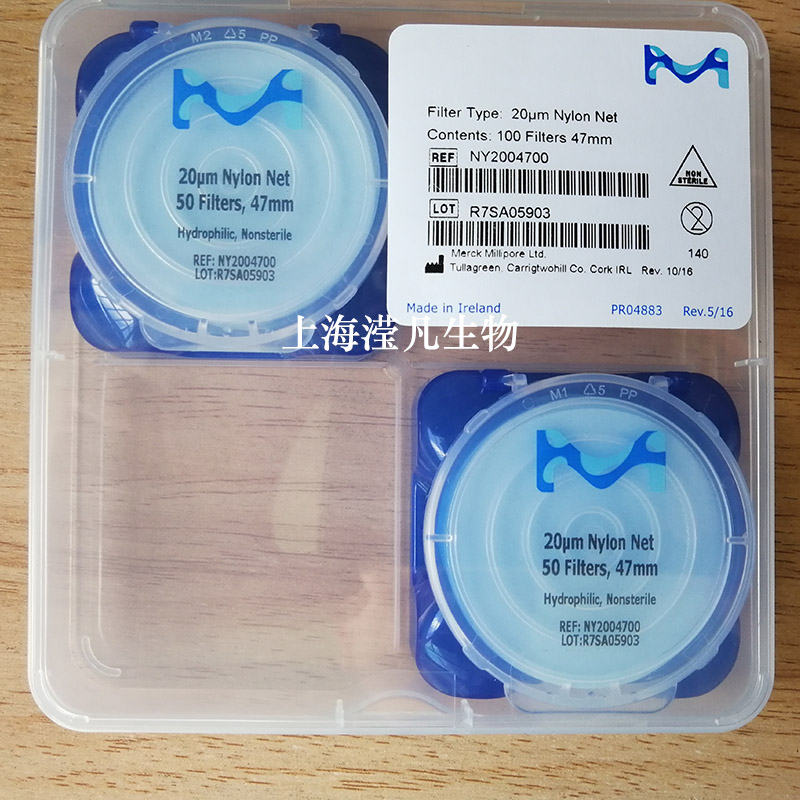 M2 5 PP
20µm Nylon Net
50 Filters, 47mm
Hydrophilic, Nonsterile
REF: NY2004700
LOT:R7SA05903
Filter Type: 20µm Nylon Net
Contents: 100 Filters 47mm
REF NY2004700
NON
STERILE
LOT R7SA05903
2
140
Merck Millipore Ltd.
Tullagreen, Carrigtwohill Co. Cork IRL Rev. 10/16
Made in Ireland PR04883 Rev.5/16
上海滢凡生物
M1 5 PP
20µm Nylon Net
50 Filters, 47mm
Hydrophilic, Nonsterile
REF: NY2004700
LOT:R7SA05903